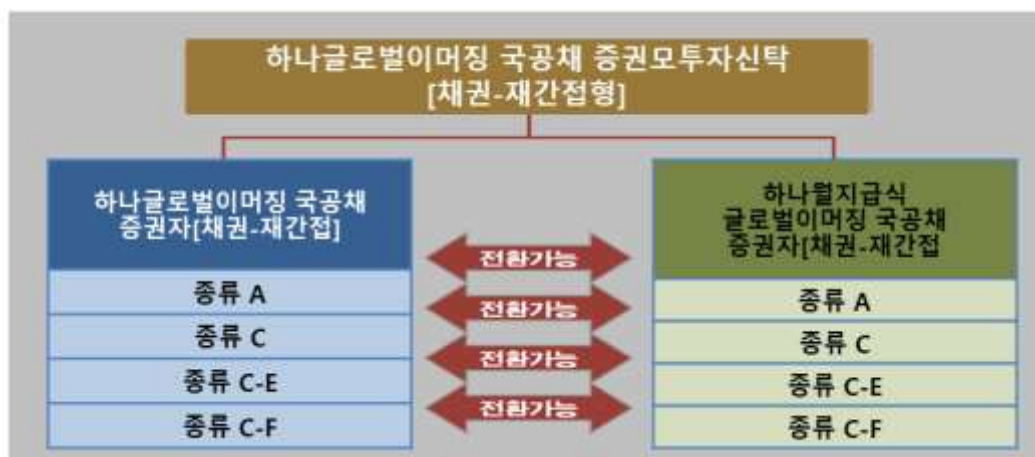 하나글로벌이머징 국공채 증권모투자신탁
[채권-재간접형]
하나글로벌이머징 국공채
증권자[채권-재간접]
종류 A
종류 C
종류 C-E
종류 C-F
전환가능
전환가능
전환가능
전환가능
하나월지급식
글로벌이머징 국공채
증권자[채권-재간접
종류 A
종류 C
종류 C-E
종류 C-F